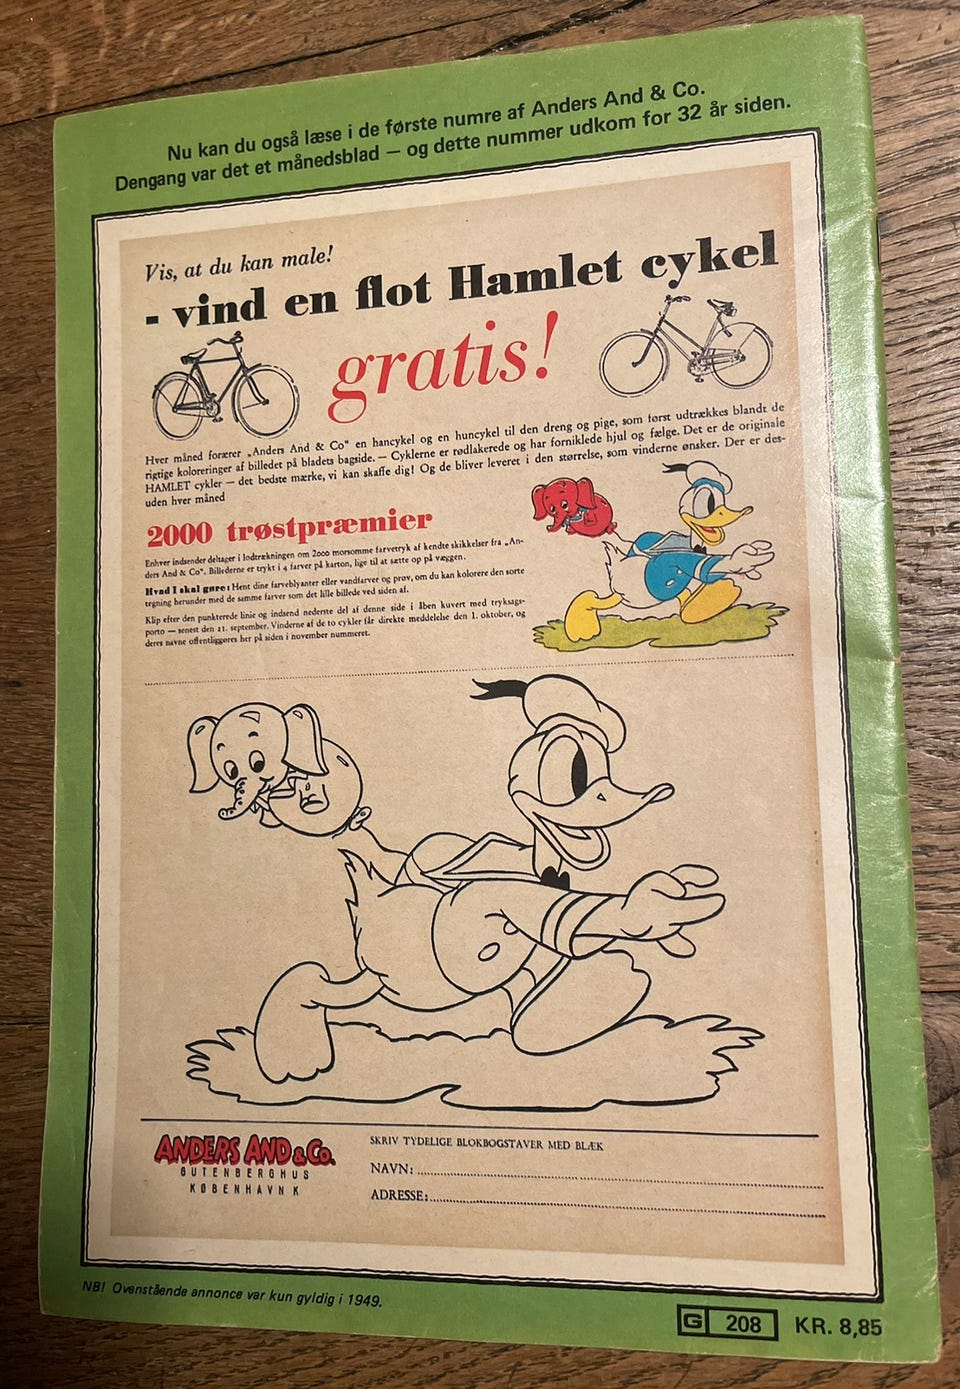 Nu kan du også læse i de første numre af Anders And & Co.
Dengang var det et månedsblad — og dette nummer udkom for 32 år siden.
Vis, at du kan male!
- vind en flot Hamlet cykel
gratis!
Hver måned forærer „Anders And & Co“ en hancykel og en huncykel til den dreng og pige, som først udtrækkes blandt de
rigtige koloreringer af billedet på bladets bagside. — Cyklerne er rødlakerede og har forniklede hjul og fælge. Det er de originale
HAMLET cykler — det bedste mærke, vi kan skaffe dig! Og de bliver leveret i den størrelse, som vinderne ønsker. Der er des-
uden hver måned
2000 trøstpræmier
Enhver indsender deltager i lodtrækningen om 2000 morsomme farvetryk af kendte skikkelser fra „An-
ders And & Co“. Billederne er trykt i 4 farver på karton, lige til at sætte op på væggen.
Hvad I skal gøre: Hent dine farveblyanter eller vandfarver og prøv, om du kan kolorere den sorte
tegning herunder med de samme farver som det lille billede ved siden af.
Klip efter den punkterede linie og indsend nederste del af denne side i åben kuvert med tryksags-
porto — senest den 21. september. Vinderne af de to cykler får direkte meddelelse den 1. oktober, og
deres navne offentliggøres her på siden i november nummeret.
ANDERS AND & Co.
GUTENBERGHUS
KØBENHAVN K
SKRIV TYDELIGE BLOKBOGSTAVER MED BLÆK
NAVN:
ADRESSE:
NB! Ovenstående annonce var kun gyldig i 1949.
G 208 KR. 8,85